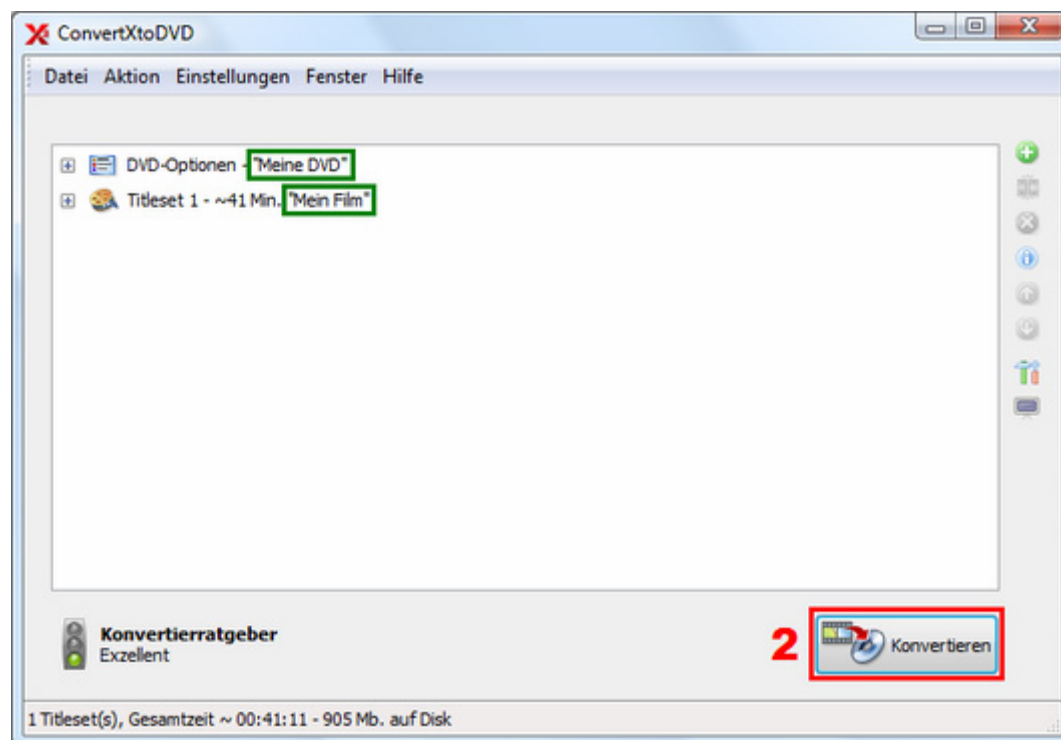 ConvertXtoDVD
Datei Aktion Einstellungen Fenster Hilfe
DVD-Optionen - "Meine DVD"
Titleset 1 - ~41 Min. "Mein Film"
Konvertierratgeber
Exzellent
2 Konvertieren
1 Titleset(s), Gesamtzeit ~ 00:41:11 - 905 Mb. auf Disk